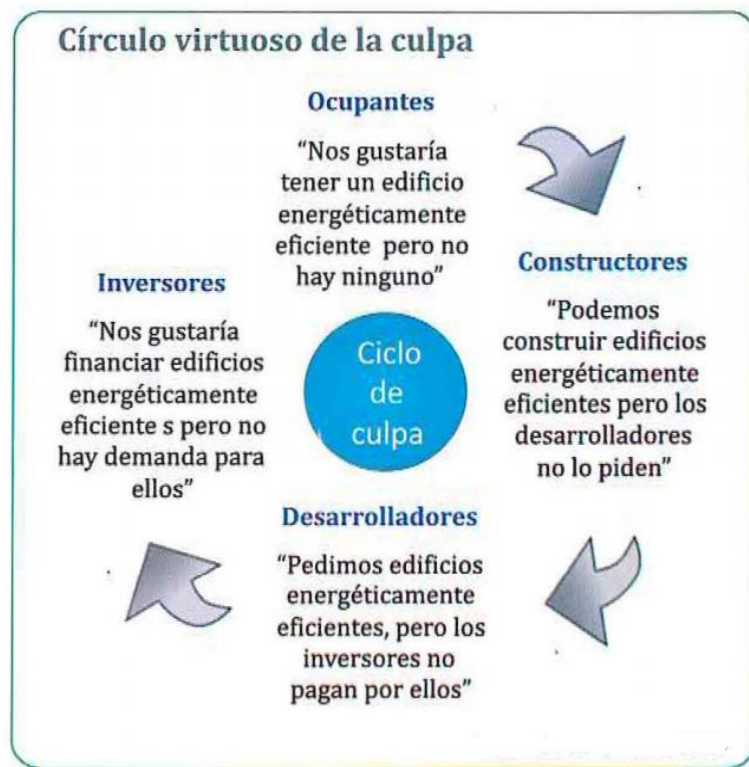 Círculo virtuoso de la culpa
Ocupantes
“Nos gustaría
tener un edificio
energéticamente
eficiente pero no
hay ninguno”
Constructores
“Podemos
construir edificios
energéticamente
eficientes pero los
desarrolladores
no lo piden”
Desarrolladores
“Pedimos edificios
energéticamente
eficientes, pero los
inversores no
pagan por ellos”
Inversores
“Nos gustaría
financiar edificios
energéticamente
eficiente s pero no
hay demanda para
ellos”
Ciclo
de
culpa